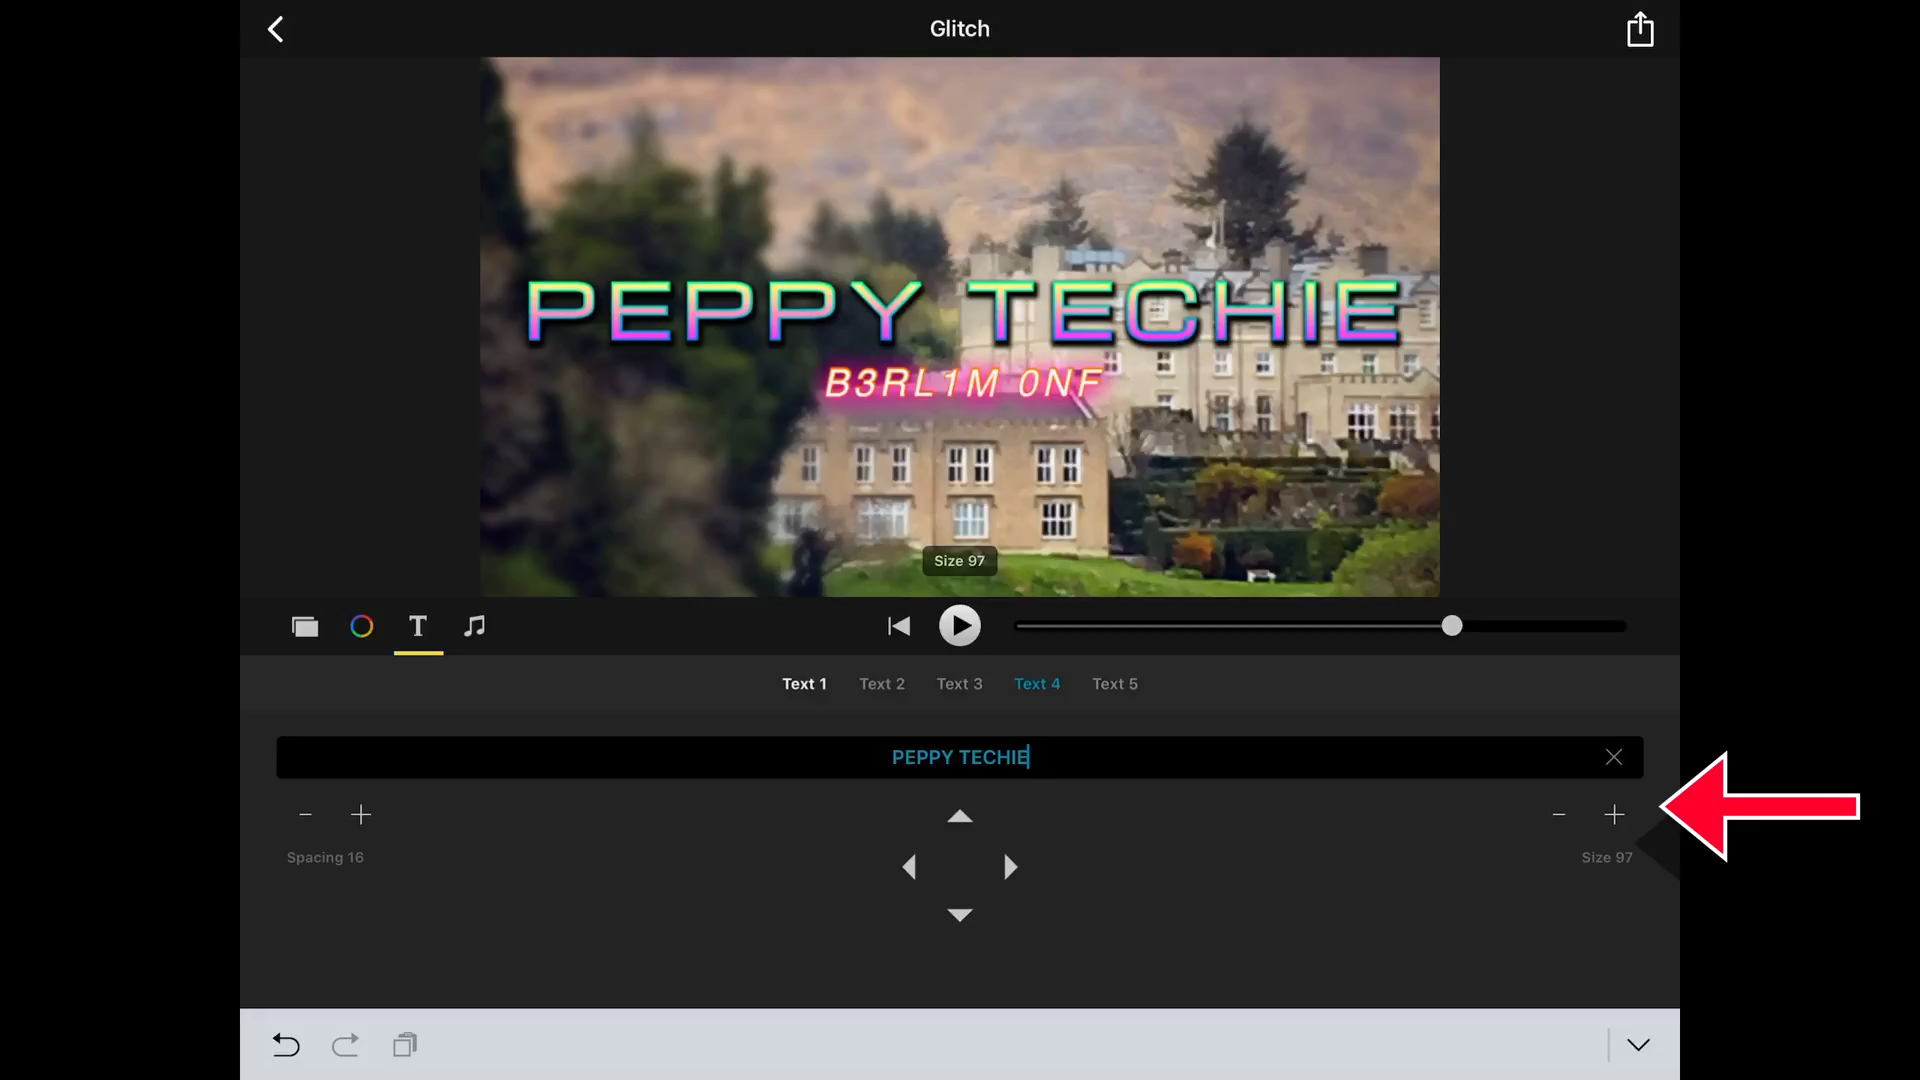 Glitch
PEPPY TECHIE
B3RL1M 0NF
Size 97
T
Text 1 Text 2 Text 3 Text 4 Text 5
PEPPY TECHIE
Spacing 16
Size 97